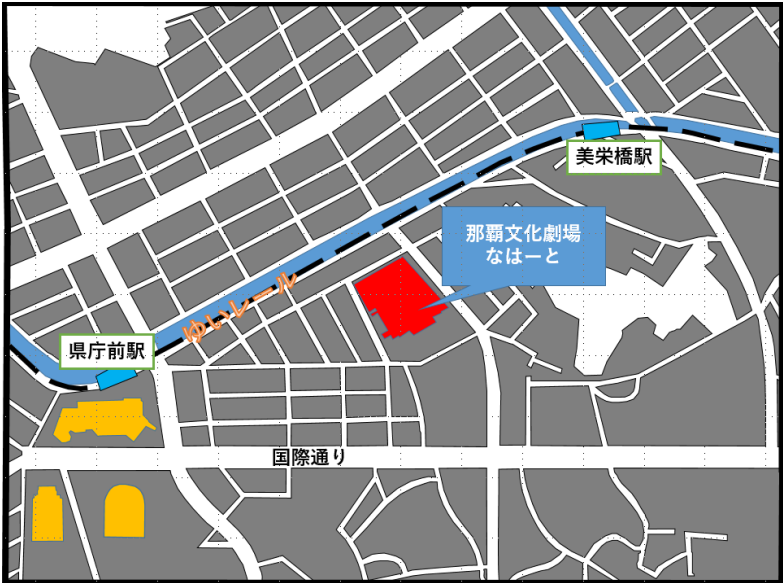 美栄橋駅
那覇文化劇場
なはーと
ゆいレール
県庁前駅
国際通り